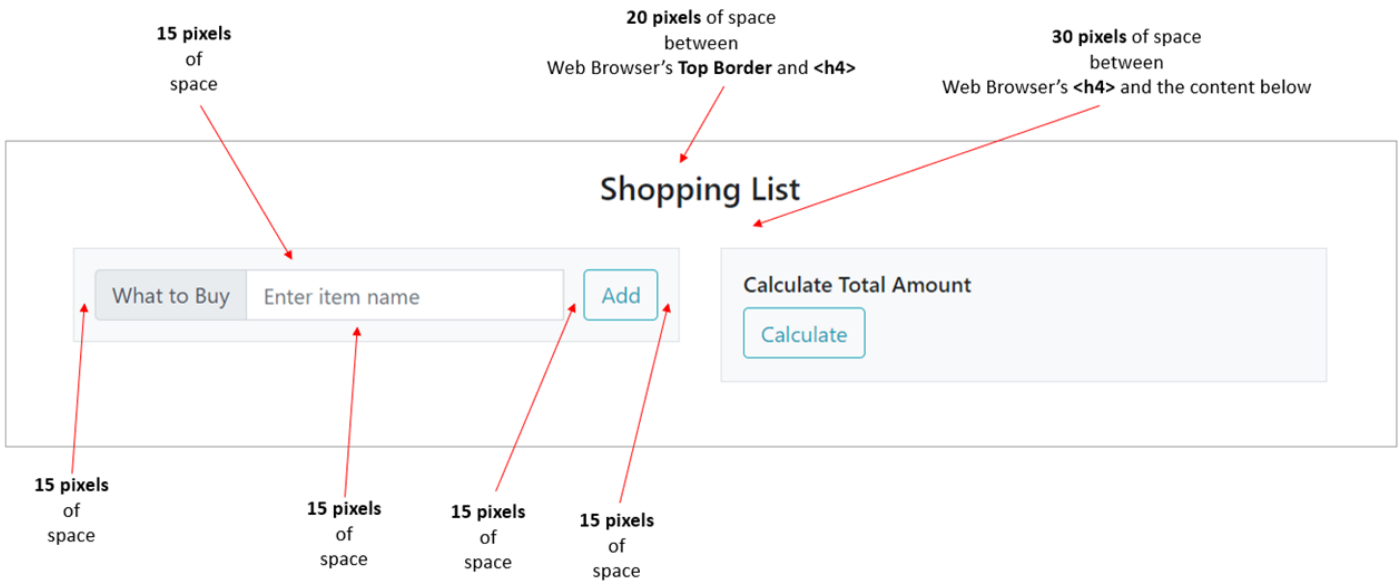 15 pixels
of
space
20 pixels of space
between
Web Browser’s Top Border and <h4>
30 pixels of space
between
Web Browser’s <h4> and the content below
Shopping List
What to Buy
Enter item name
Add
Calculate Total Amount
Calculate
15 pixels
of
space
15 pixels
of
space
15 pixels
of
space
15 pixels
of
space